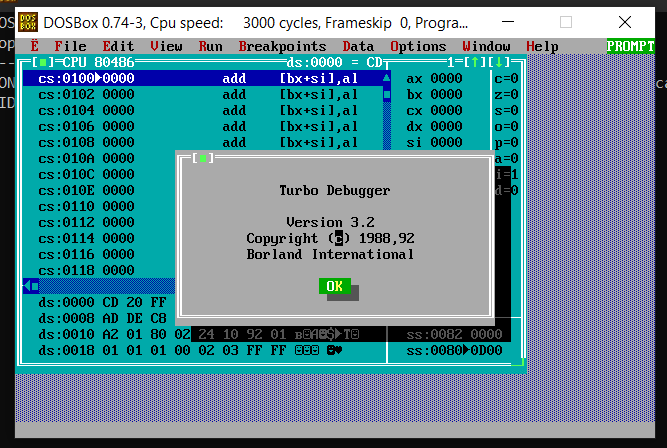 DOSBox 0.74-3, Cpu speed: 3000 cycles, Frameskip 0, Progra...
Ë File Edit View Run Breakpoints Data Options Window Help PROMPT
[■]=CPU 80486 ds:0000 = CD 1=[↑][↓]
cs:0100►0000 add [bx+si],al ax 0000 c=0
cs:0102 0000 add [bx+si],al bx 0000 z=0
cs:0104 0000 add [bx+si],al cx 0000 s=0
cs:0106 0000 add [bx+si],al dx 0000 o=0
cs:0108 0000 add [bx+si],al si 0000 p=0
cs:010A 0000 a=0
cs:010C 0000 i=1
cs:010E 0000 d=0
cs:0110 0000
cs:0112 0000
cs:0114 0000
cs:0116 0000
cs:0118 0000
[■]
Turbo Debugger
Version 3.2
Copyright (c) 1988,92
Borland International
OK
ds:0000 CD 20 FF
ds:0008 AD DE C8
ds:0010 A2 01 80 02 24 10 92 01 ss:0082 0000
ds:0018 01 01 01 00 02 03 FF FF ☺☺☺ ☻♥ ss:0080►0D00